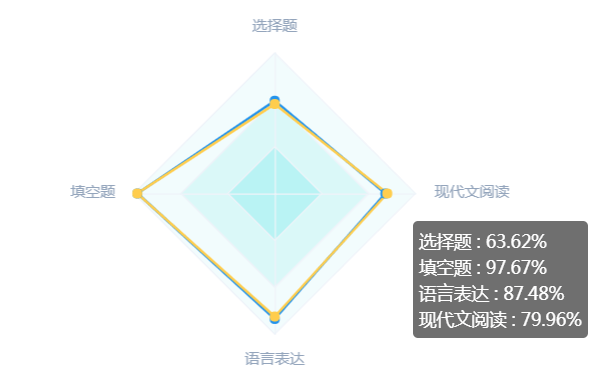 选择题
填空题
现代文阅读
选择题 : 63.62%
填空题 : 97.67%
语言表达 : 87.48%
现代文阅读 : 79.96%
语言表达